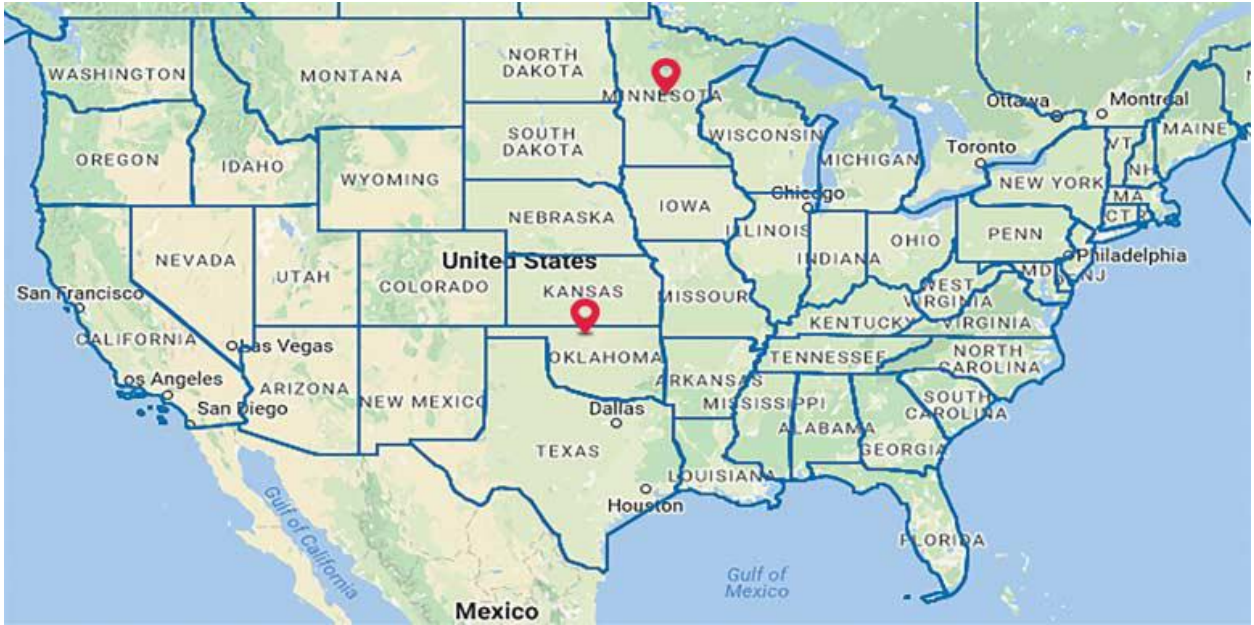 WASHINGTON
MONTANA
NORTH
DAKOTA
MINNESOTA
Ottawa
Montreal
MAINE
OREGON
IDAHO
SOUTH
DAKOTA
WISCONSIN
MICHIGAN
Toronto
VT
NH
WYOMING
NEW YORK
MA
CT
R
NEBRASKA
IOWA
Chicago
ILLINOIS
INDIANA
OHIO
PENN
Philadelphia
NEVADA
UTAH
COLORADO
United States
KANSAS
MISSOUR
WEST
VIRGINIA
MD
NJ
San Francisco
CALIFORNIA
Las Vegas
KENTUCKY
VIRGINIA
Los Angeles
San Diego
ARIZONA
NEW MEXICO
OKLAHOMA
ARKANSAS
TENNESSEE
NORTH
CAROLINA
Dallas
MISSISSIPPI
ALABAMA
SOUTH
CAROLINA
GEORGIA
TEXAS
LOUISIANA
Houston
FLORIDA
Gulf of California
Gulf of
Mexico
Mexico